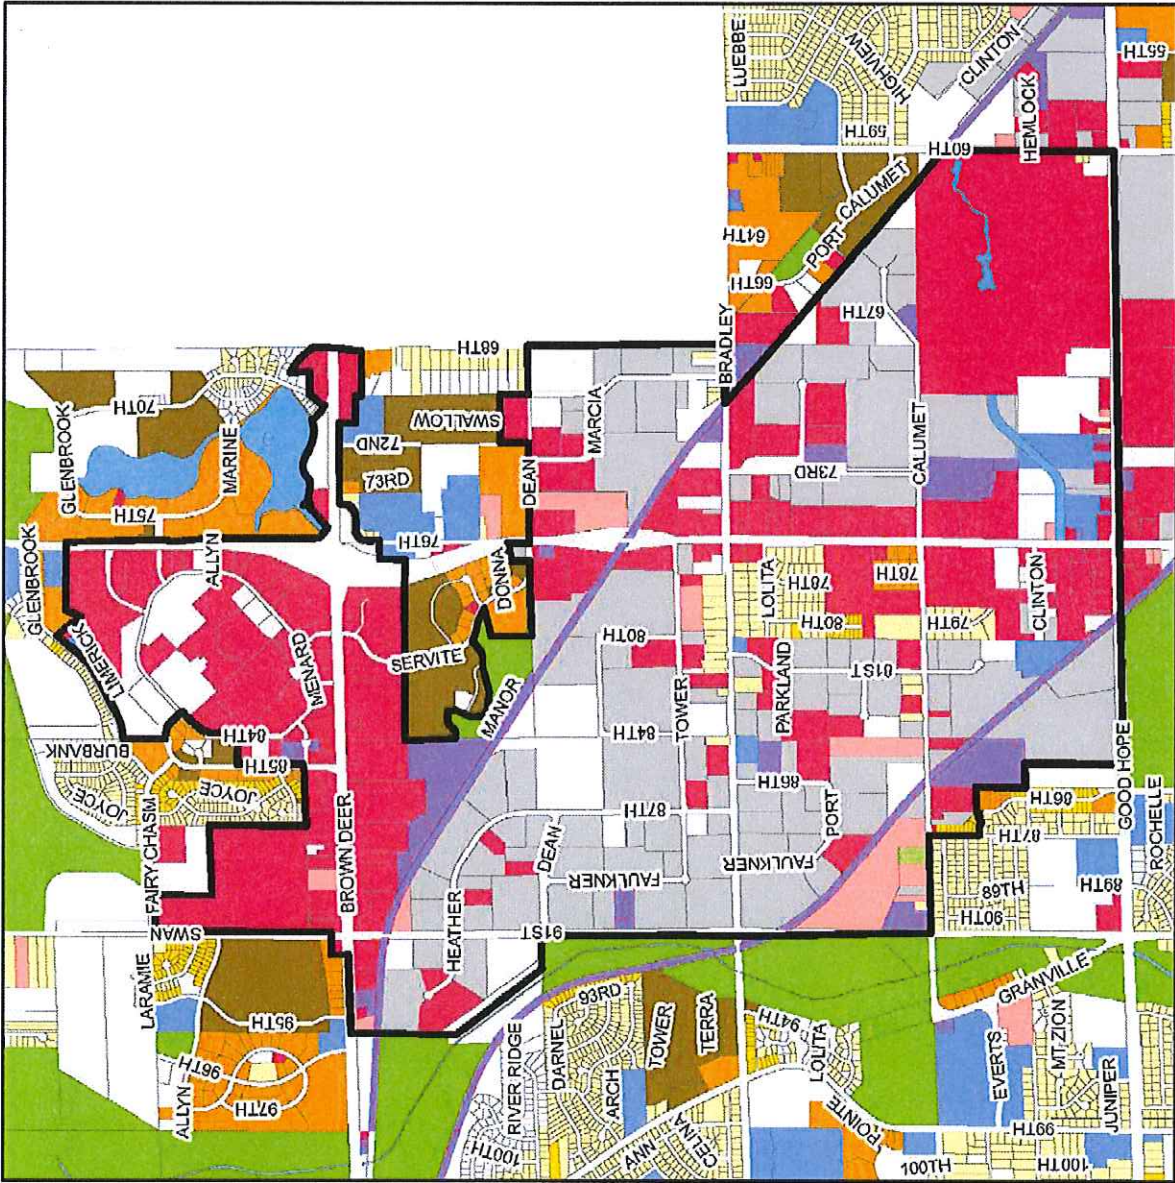 LUEBBE
HIGHVIEW
CLINTON
55TH
59TH
60TH
HEMLOCK
CALUMET
PORT
64TH
66TH
BRADLEY
67TH
68TH
70TH
GLENBROOK
MARINE
75TH
SWALLOW
72ND
73RD
MARCIA
DEAN
73RD
CALUMET
GLENBROOK
ALLYN
76TH
DONNA
LOLITA
78TH
78TH
CLINTON
LIMERICK
MENARD
SERVITE
80TH
80TH
79TH
81ST
PARKLAND
MANOR
TOWER
84TH
BURBANK
84TH
85TH
JOYCE
JOYCE
FAIRY CHASM
BROWN DEER
86TH
87TH
DEAN
PORT
FAULKNER
FAULKNER
GOOD HOPE
86TH
87TH
ROCHELLE
89TH
89TH
90TH
SWAN
91ST
HEATHER
LARAMIE
95TH
96TH
97TH
ALLYN
RIVER RIDGE
93RD
DARNEL
ARCH
TOWER
TERRA
94TH
LOLITA
GRANVILLE
EVERTS
MT ZION
JUNIPER
100TH
ANN
CELINA
POINTE
99TH
100TH
100TH